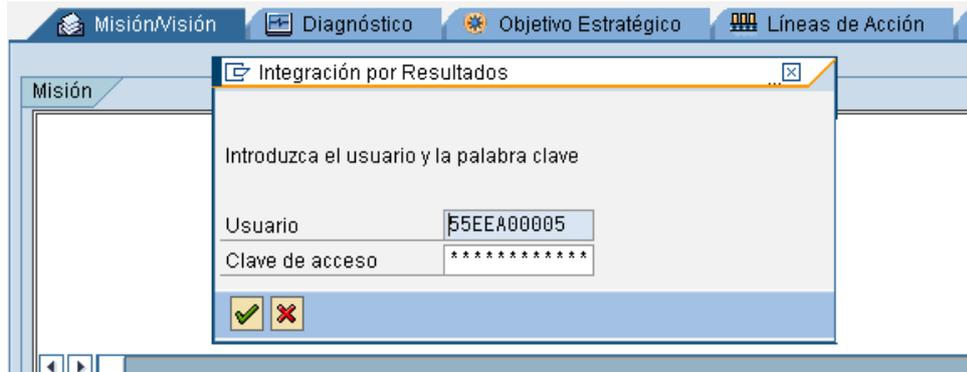 Misión/Visión Diagnóstico Objetivo Estratégico Líneas de Acción
Integración por Resultados
Misión
Introduzca el usuario y la palabra clave
Usuario 55EEA00005
Clave de acceso ************